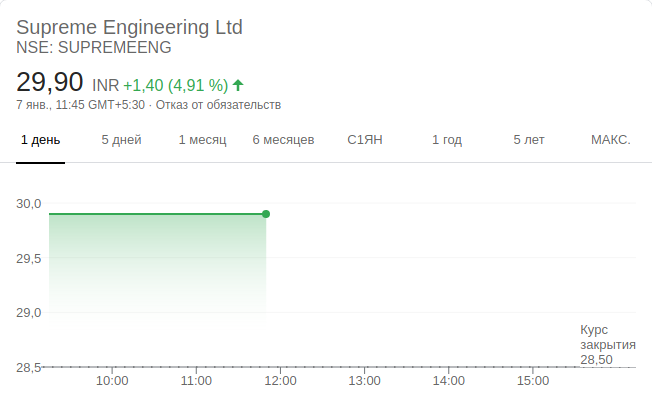 Supreme Engineering Ltd
NSE: SUPREMEENG
29,90 INR +1,40 (4,91 %)
7 янв., 11:45 GMT+5:30 · Отказ от обязательств
1 день 5 дней 1 месяц 6 месяцев С1ЯН 1 год 5 лет МАКС.
30,0
29,5
29,0
Курс
закрытия
28,50
28,5
10:00 11:00 12:00 13:00 14:00 15:00